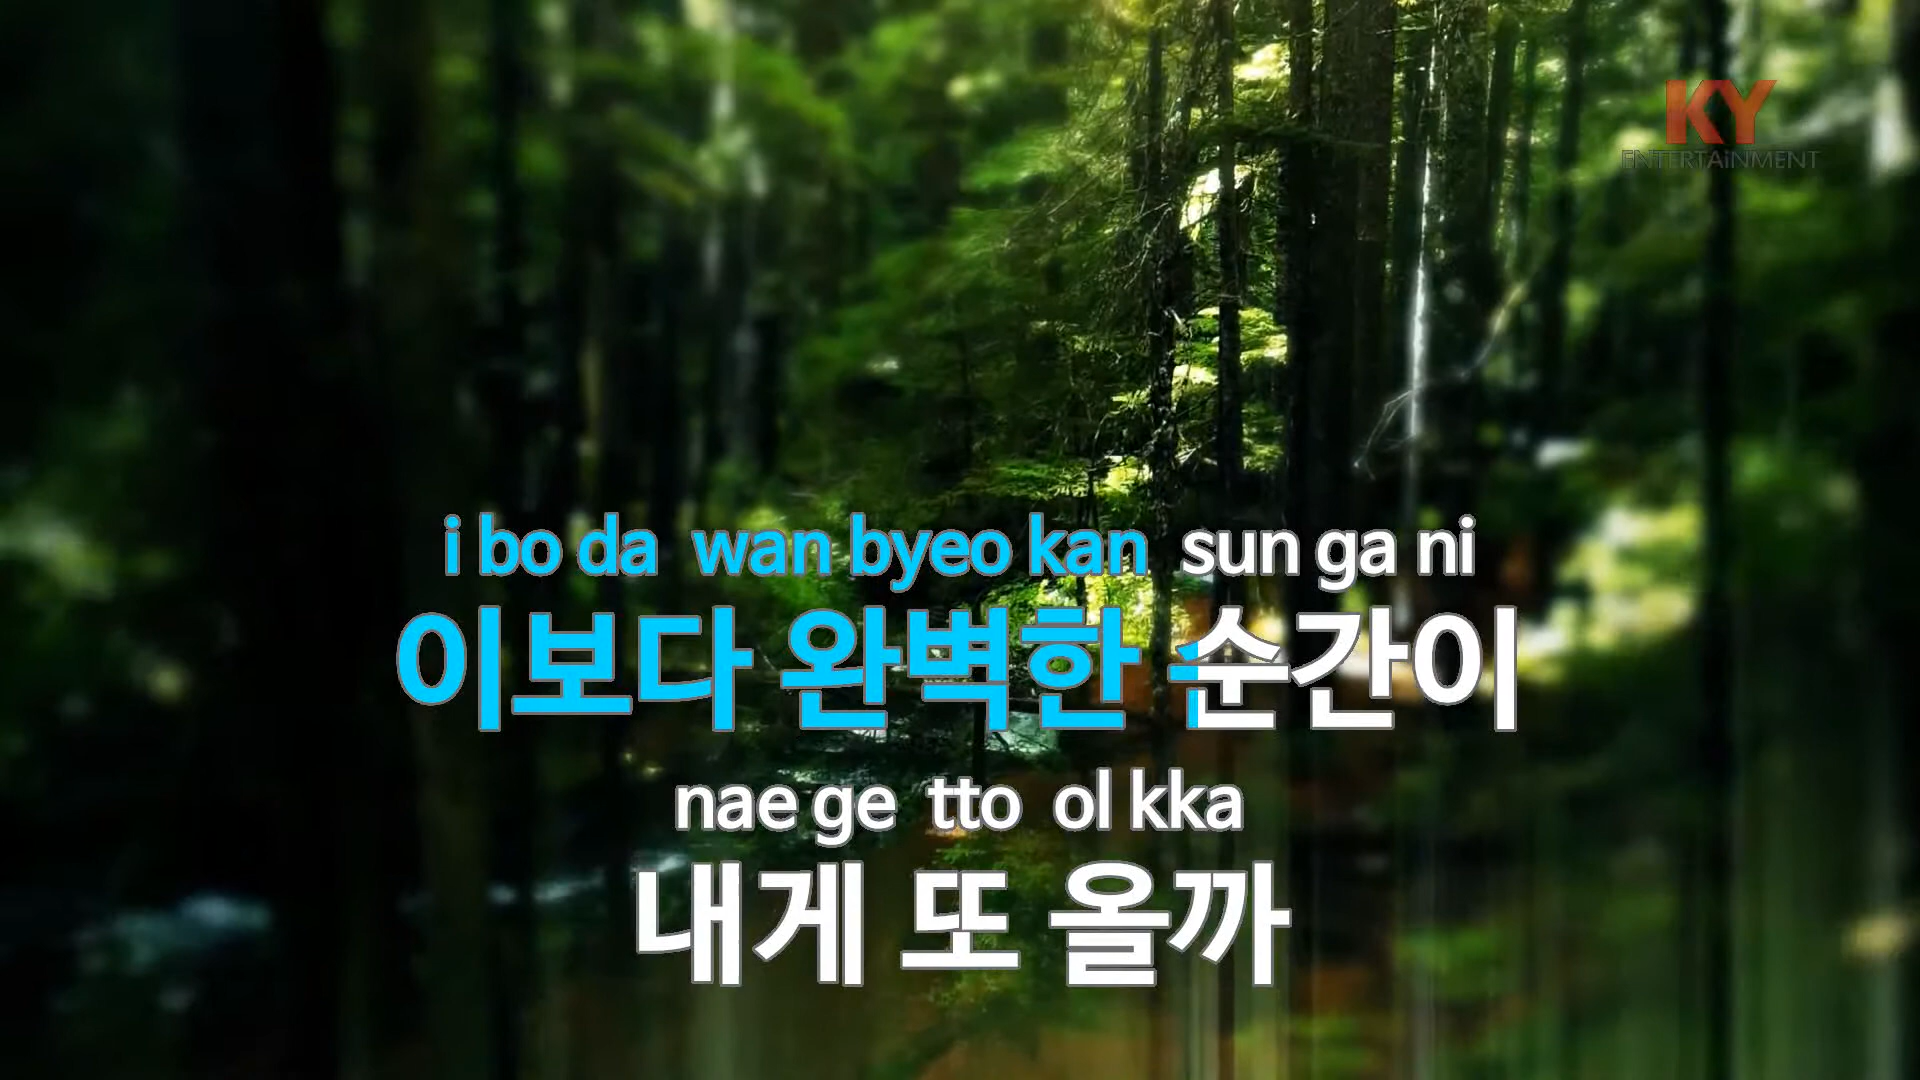 KY
ENTERTAiNMENT
i bo da wan byeo kan sun ga ni
이보다 완벽한 순간이
nae ge tto ol kka
내게 또 올까